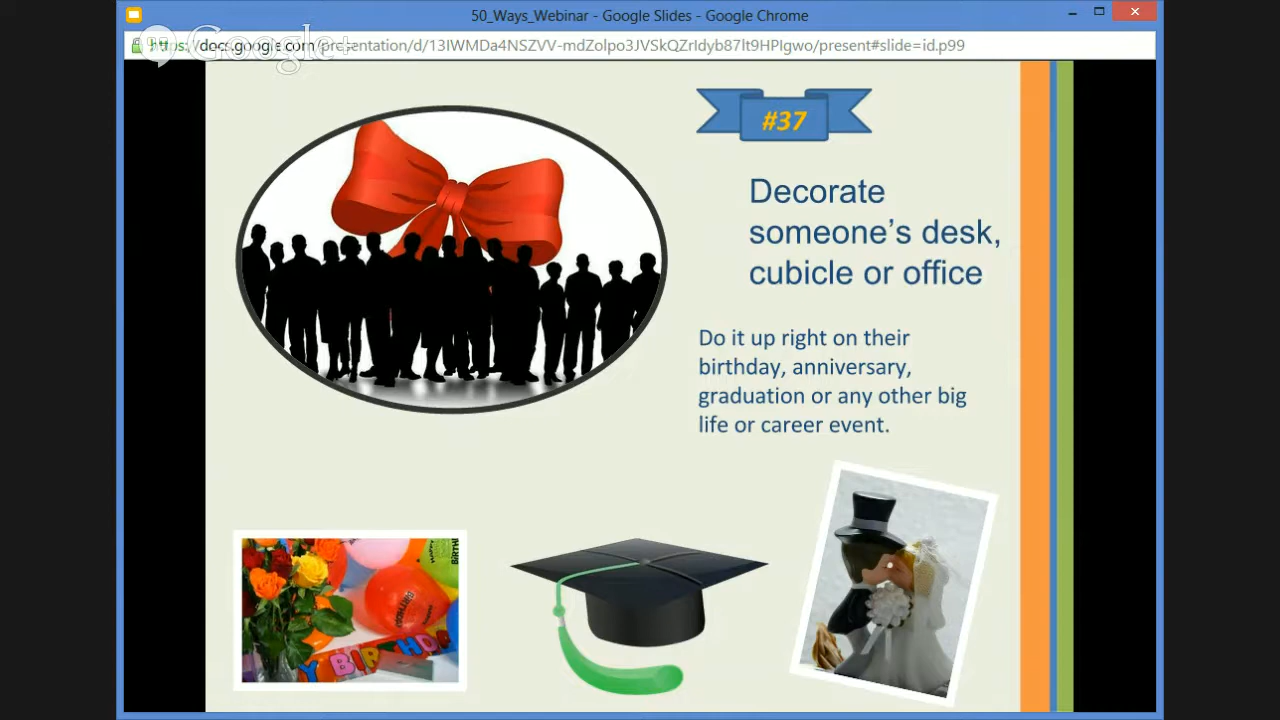 50_Ways_Webinar - Google Slides - Google Chrome
https://docs.google.com/presentation/d/13IWMDa4NSZVV-mdZolpo3JVSkQZrIdyb87lt9HPIgwo/present#slide=id.p99
Google+
#37
Decorate
someone’s desk,
cubicle or office
Do it up right on their
birthday, anniversary,
graduation or any other big
life or career event.
BIRTHDAY